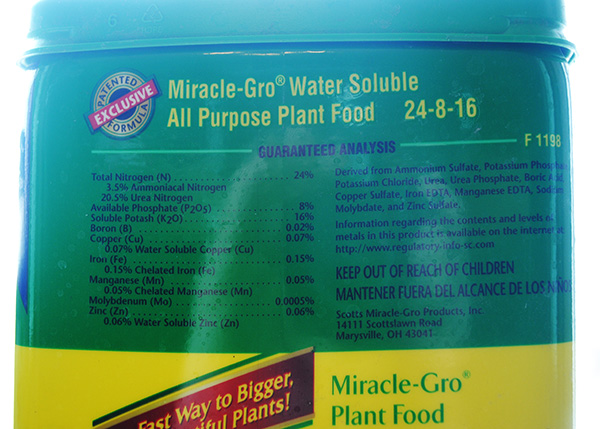 PATENTED
EXCLUSIVE
FORMULA
Miracle-Gro® Water Soluble
All Purpose Plant Food 24-8-16
GUARANTEED ANALYSIS
F 1198
Total Nitrogen (N) 24%
3.5% Ammoniacal Nitrogen
20.5% Urea Nitrogen
Available Phosphate (P2O5) 8%
Soluble Potash (K2O) 16%
Boron (B) 0.02%
Copper (Cu) 0.07%
0.07% Water Soluble Copper (Cu)
Iron (Fe) 0.15%
0.15% Chelated Iron (Fe)
Manganese (Mn) 0.05%
0.05% Chelated Manganese (Mn)
Molybdenum (Mo) 0.0005%
Zinc (Zn) 0.06%
0.06% Water Soluble Zinc (Zn)
Derived from Ammonium Sulfate, Potassium Phospha
Potassium Chloride, Urea, Urea Phosphate, Boric Acid
Copper Sulfate, Iron EDTA, Manganese EDTA, Sodiu
Molybdate, and Zinc Sulfate.
Information regarding the contents and levels of
metals in this product is available on the internet at
http://www.regulatory-info-sc.com
KEEP OUT OF REACH OF CHILDREN
MANTENER FUERA DEL ALCANCE DE LOS NIÑOS
Scotts Miracle-Gro Products, Inc
14111 Scottslawn Road
Marysville, OH 43041
Fast Way to Bigger,
tiful Plants!
Miracle-Gro®
Plant Food